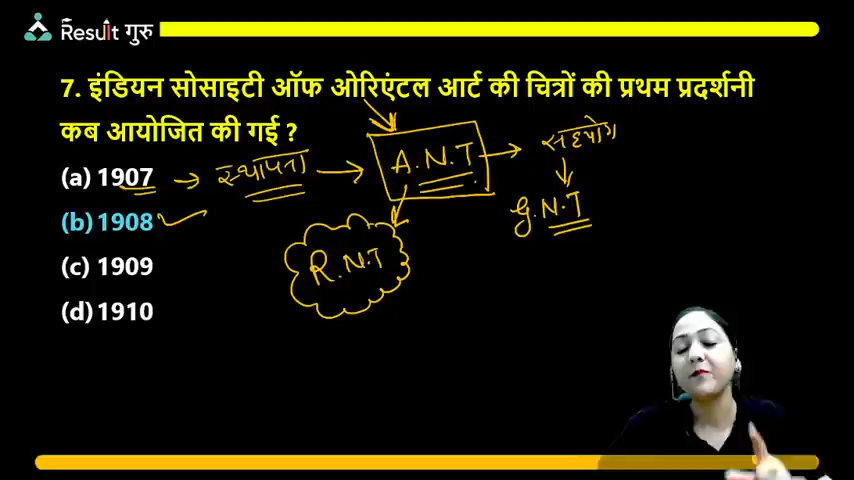 Result गुरु
7. इंडियन सोसाइटी ऑफ ओरिएंटल आर्ट की चित्रों की प्रथम प्रदर्शनी
कब आयोजित की गई ?
(a) 1907 स्थापना A.N.T सहयोग
(b) 1908 G.N.T
(c) 1909 R.N.T
(d) 1910